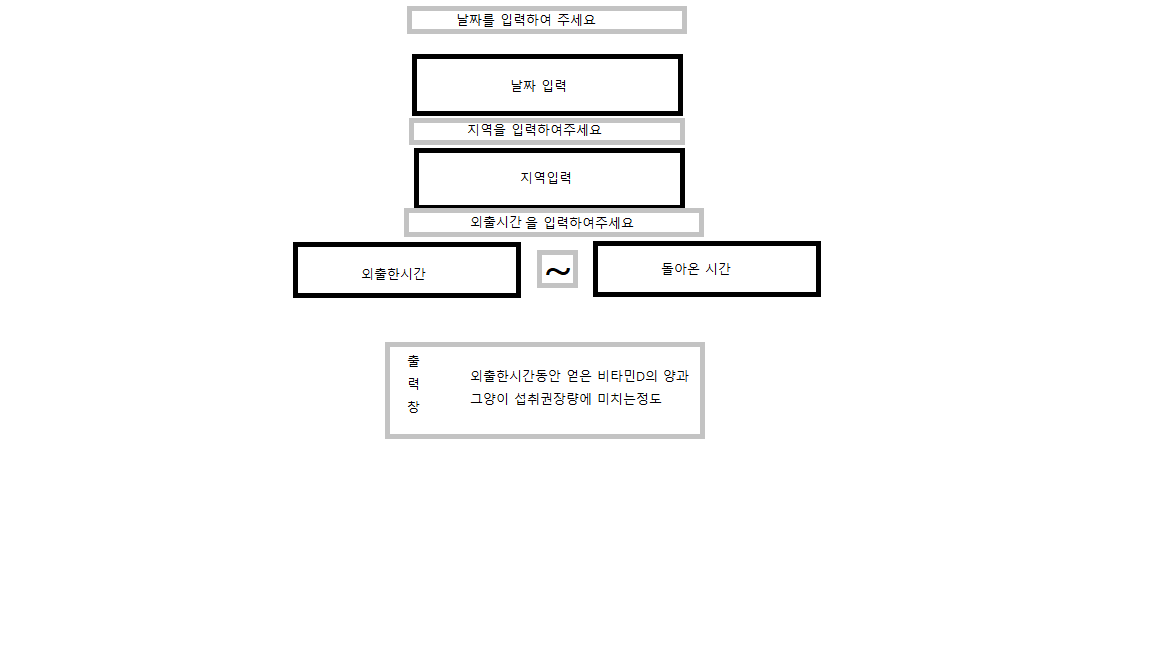 날짜를 입력하여 주세요
날짜 입력
지역을 입력하여주세요
지역입력
외출시간 을 입력하여주세요
외출한시간 ~ 돌아온 시간
출력창
외출한시간동안 얻은 비타민D의 양과
그양이 섭취권장량에 미치는정도